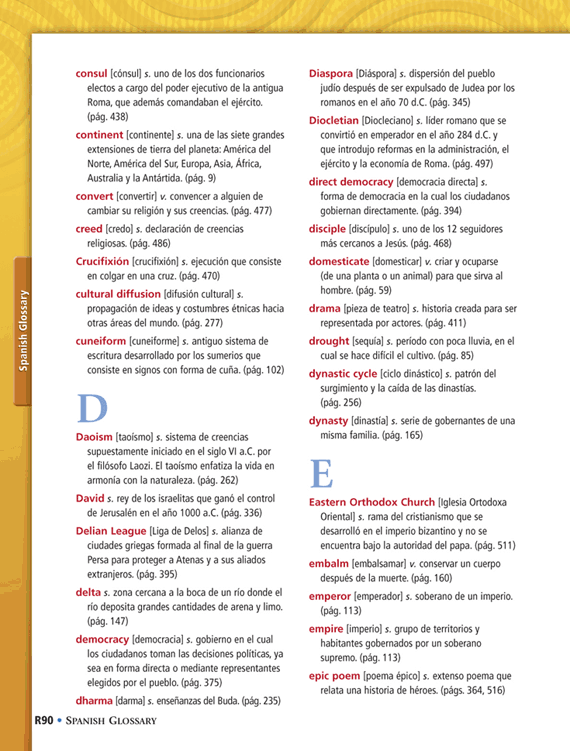 consul [cónsul] s. uno de los dos funcionarios
electos a cargo del poder ejecutivo de la antigua
Roma, que además comandaban el ejército.
(pág. 438)
continent [continente] s. una de las siete grandes
extensiones de tierra del planeta: América del
Norte, América del Sur, Europa, Asia, África,
Australia y la Antártida. (pág. 9)
convert [convertir] v. convencer a alguien de
cambiar su religión y sus creencias. (pág. 477)
creed [credo] s. declaración de creencias
religiosas. (pág. 486)
Crucifixión [crucifixión] s. ejecución que consiste
en colgar en una cruz. (pág. 470)
cultural diffusion [difusión cultural] s.
propagación de ideas y costumbres étnicas hacia
otras áreas del mundo. (pág. 277)
cuneiform [cuneiforme] s. antiguo sistema de
escritura desarrollado por los sumerios que
consiste en signos con forma de cuña. (pág. 102)
D
Daoism [taoísmo] s. sistema de creencias
supuestamente iniciado en el siglo VI a.C. por
el filósofo Laozi. El taoísmo enfatiza la vida en
armonía con la naturaleza. (pág. 262)
David s. rey de los israelitas que ganó el control
de Jerusalén en el año 1000 a.C. (pág. 336)
Delian League [Liga de Delos] s. alianza de
ciudades griegas formada al final de la guerra
Persa para proteger a Atenas y a sus aliados
extranjeros. (pág. 395)
delta s. zona cercana a la boca de un río donde el
río deposita grandes cantidades de arena y limo.
(pág. 147)
democracy [democracia] s. gobierno en el cual
los ciudadanos toman las decisiones políticas, ya
sea en forma directa o mediante representantes
elegidos por el pueblo. (pág. 375)
dharma [darma] s. enseñanzas del Buda. (pág. 235)
Diaspora [Diáspora] s. dispersión del pueblo
judío después de ser expulsado de Judea por los
romanos en el año 70 d.C. (pág. 345)
Diocletian [Diocleciano] s. líder romano que se
convirtió en emperador en el año 284 d.C. y
que introdujo reformas en la administración, el
ejército y la economía de Roma. (pág. 497)
direct democracy [democracia directa] s.
forma de democracia en la cual los ciudadanos
gobiernan directamente. (pág. 394)
disciple [discípulo] s. uno de los 12 seguidores
más cercanos a Jesús. (pág. 468)
domesticate [domesticar] v. criar y ocuparse
(de una planta o un animal) para que sirva al
hombre. (pág. 59)
drama [pieza de teatro] s. historia creada para ser
representada por actores. (pág. 411)
drought [sequía] s. período con poca lluvia, en el
cual se hace difícil el cultivo. (pág. 85)
dynastic cycle [ciclo dinástico] s. patrón del
surgimiento y la caída de las dinastías.
(pág. 256)
dynasty [dinastía] s. serie de gobernantes de una
misma familia. (pág. 165)
E
Eastern Orthodox Church [Iglesia Ortodoxa
Oriental] s. rama del cristianismo que se
desarrolló en el imperio bizantino y no se
encuentra bajo la autoridad del papa. (pág. 511)
embalm [embalsamar] v. conservar un cuerpo
después de la muerte. (pág. 160)
emperor [emperador] s. soberano de un imperio.
(pág. 113)
empire [imperio] s. grupo de territorios y
habitantes gobernados por un soberano
supremo. (pág. 113)
epic poem [poema épico] s. extenso poema que
relata una historia de héroes. (págs. 364, 516)
Spanish Glossary
R90 • SPANISH GLOSSARY